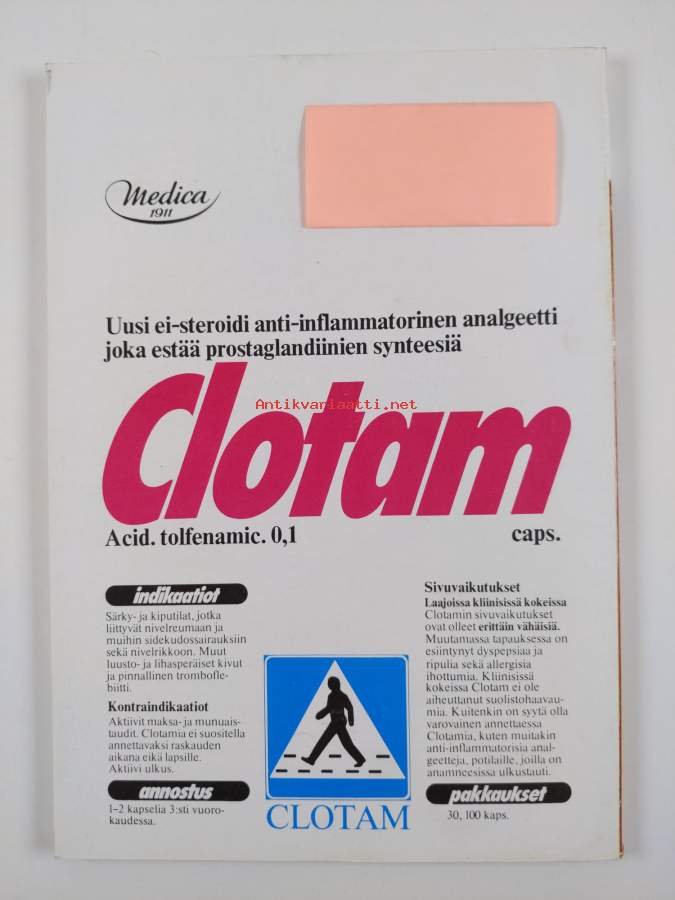 Medica
1911
Uusi ei-steroidi anti-inflammatorinen analgeetti
joka estää prostaglandiinien synteesiä
Antikvariaatti.net
Clotam
Acid. tolfenamic. 0,1
caps.
indikaatiot
Särky- ja kiputilat, jotka
liittyvät nivelreumaan ja
muihin sidekudossairauksiin
sekä nivelrikkoon. Muut
luusto- ja lihasperäiset kivut
ja pinnallinen tromboflebiitti.
Kontraindikaatiot
Aktiivit maksa- ja munuais-
taudit. Clotamia ei suositella
annettavaksi raskauden
aikana eikä lapsille.
Aktiivi ulkus.
annostus
1-2 kapselia 3:sti vuoro-
kaudessa.
CLOTAM
Sivuvaikutukset
Laajoissa kliinisissä kokeissa
Clotamin sivuvaikutukset
ovat olleet erittäin vähäisiä.
Muutamassa tapauksessa on
esiintynyt dyspepsiaa ja
ripulia sekä allergisia
ihottumia. Kliinisissä
kokeissa Clotam ei ole
aiheuttanut suolistohaavau-
mia. Kuitenkin on syytä olla
varovainen annettaessa
Clotamia, kuten muitakin
anti-inflammatorisia anal-
geetteja, potilaille, joilla on
anamneesissa ulkustauti.
pakkaukset
30, 100 kaps.